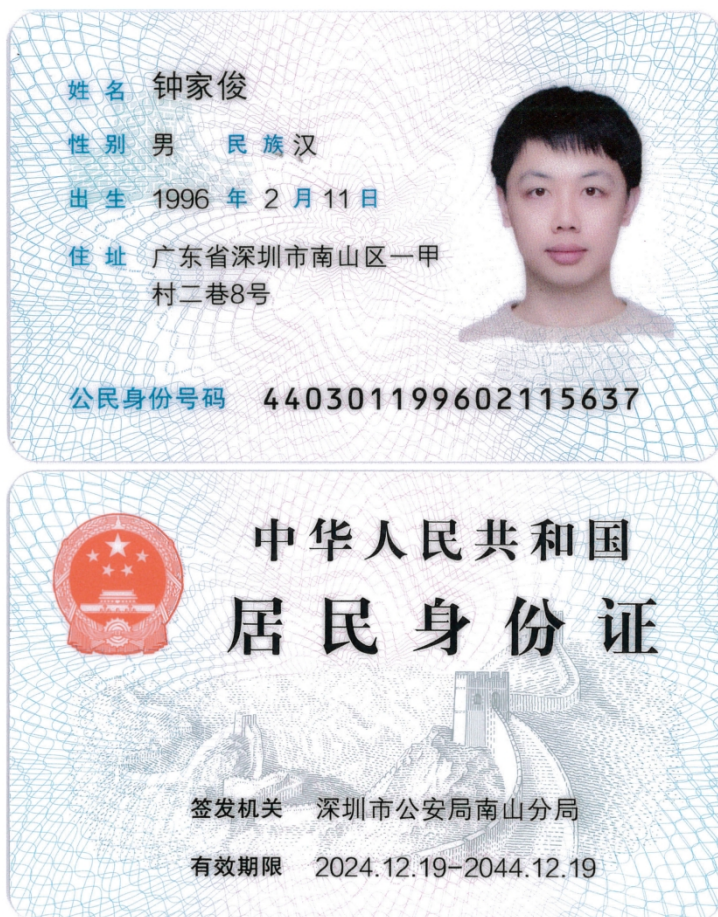 姓名 钟家俊
性别 男 民族 汉
出生 1996 年 2 月 11 日
住址 广东省深圳市南山区一甲
村二巷8号
公民身份号码 440301199602115637
中华人民共和国
居民身份证
签发机关 深圳市公安局南山分局
有效期限 2024.12.19-2044.12.19